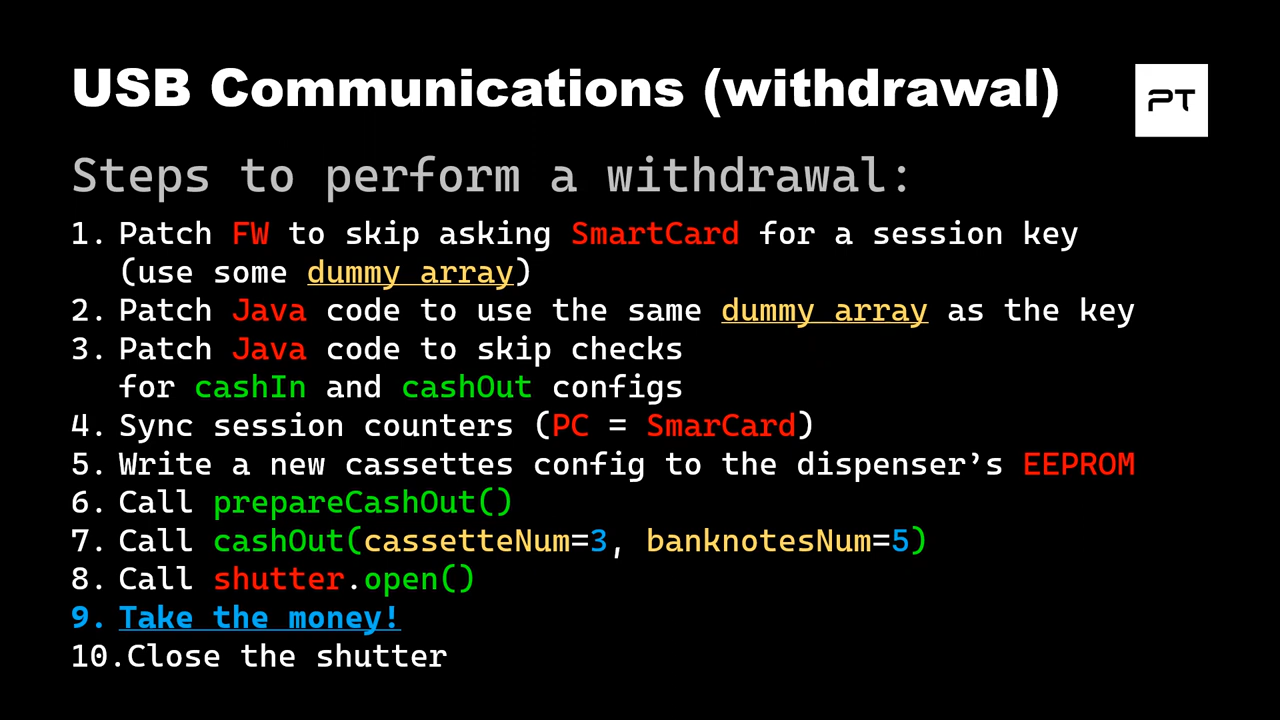 USB Communications (withdrawal)
PT
Steps to perform a withdrawal:
1. Patch FW to skip asking SmartCard for a session key
(use some dummy array)
2. Patch Java code to use the same dummy array as the key
3. Patch Java code to skip checks
for cashIn and cashOut configs
4. Sync session counters (PC = SmarCard)
5. Write a new cassettes config to the dispenser’s EEPROM
6. Call prepareCashOut()
7. Call cashOut(cassetteNum=3, banknotesNum=5)
8. Call shutter.open()
9. Take the money!
10.Close the shutter